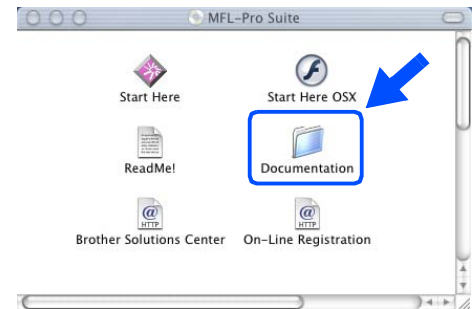 MFL-Pro Suite
Start Here
Start Here OSX
ReadMe!
Documentation
@
HTTP
@
HTTP
Brother Solutions Center
On-Line Registration